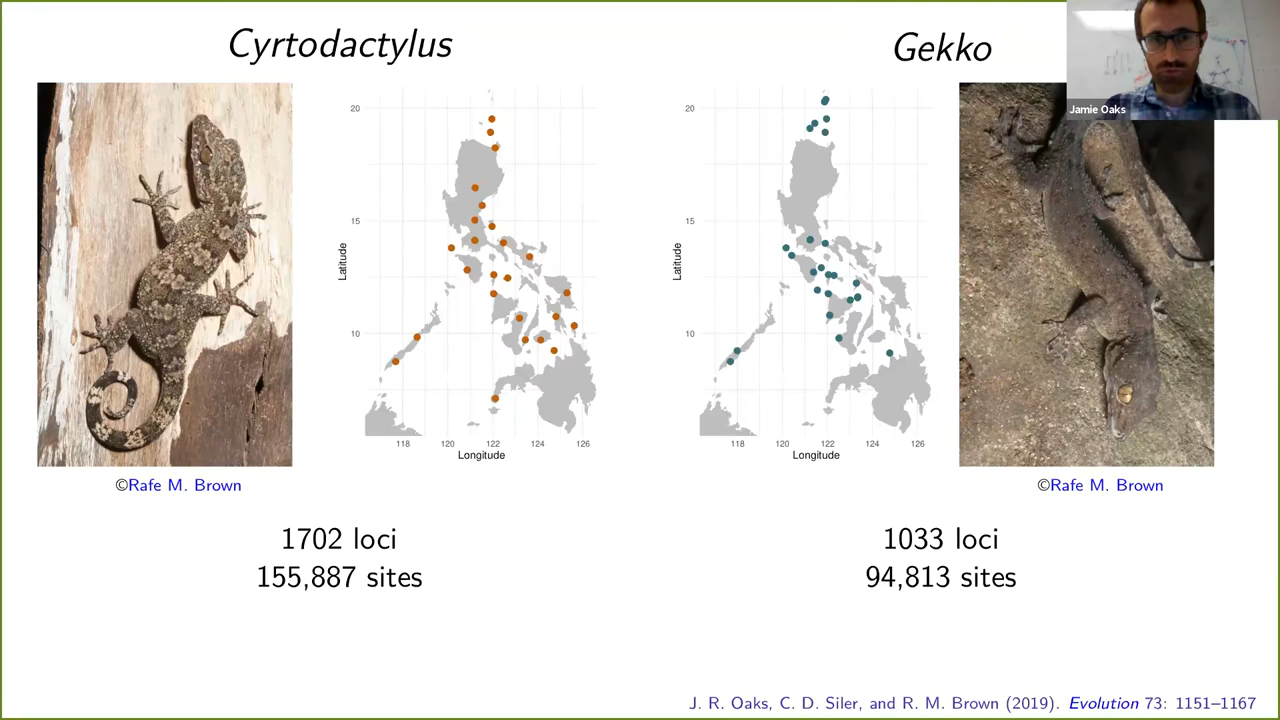 Cyrtodactylus
Gekko
Jamie Oaks
20
15
10
Latitude
118 120 122 124 126
Longitude
20
15
10
Latitude
118 120 122 124 126
Longitude
©Rafe M. Brown
©Rafe M. Brown
1702 loci
155,887 sites
1033 loci
94,813 sites
J. R. Oaks, C. D. Siler, and R. M. Brown (2019). Evolution 73: 1151–1167